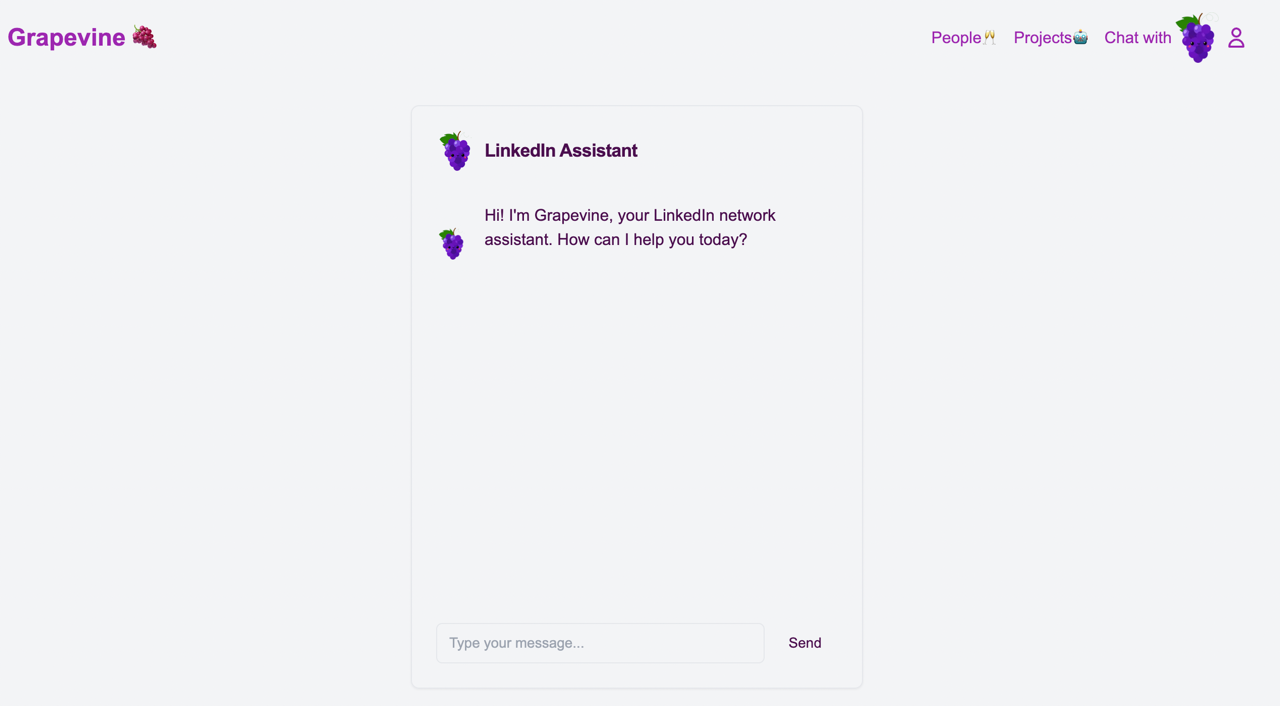 Grapevine 🍇
People🥂 Projects🤖 Chat with
LinkedIn Assistant
Hi! I'm Grapevine, your LinkedIn network
assistant. How can I help you today?
Type your message... Send